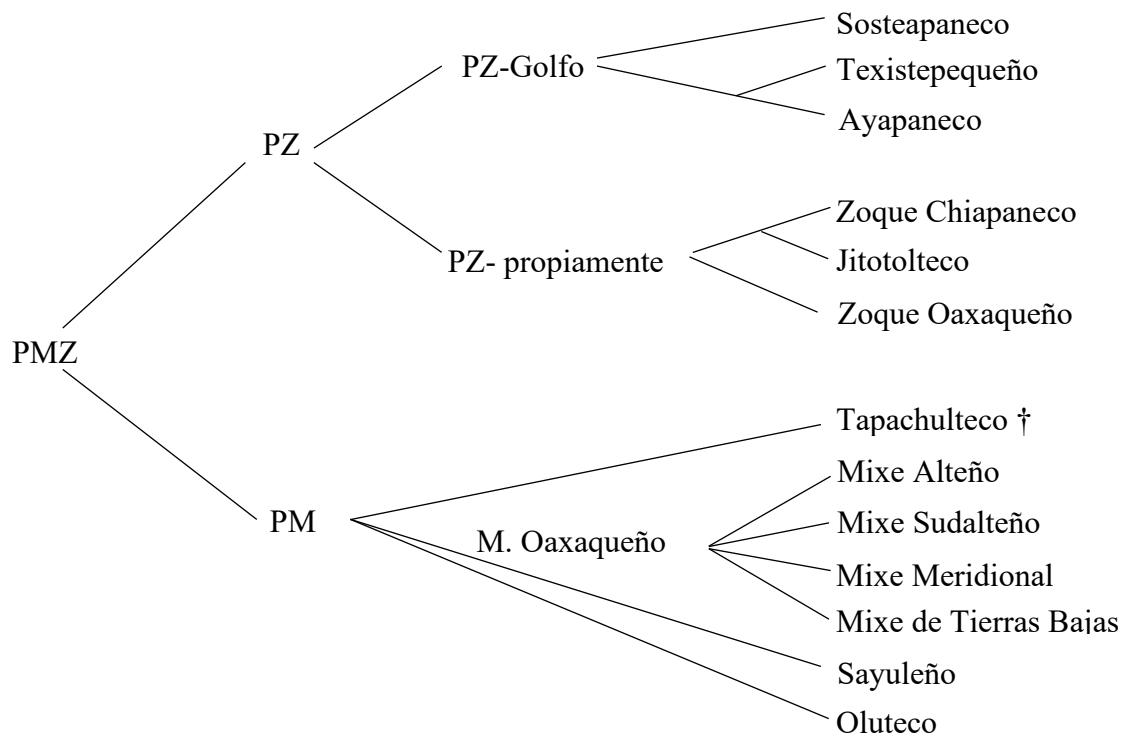 Sosteapaneco
PZ-Golfo
Texistepequeño
Ayapaneco
PZ
Zoque Chiapaneco
PZ- propiamente
Jitotolteco
Zoque Oaxaqueño
PMZ
Tapachulteco †
Mixe Alteño
PM
Mixe Sudalteño
M. Oaxaqueño
Mixe Meridional
Mixe de Tierras Bajas
Sayuleño
Oluteco